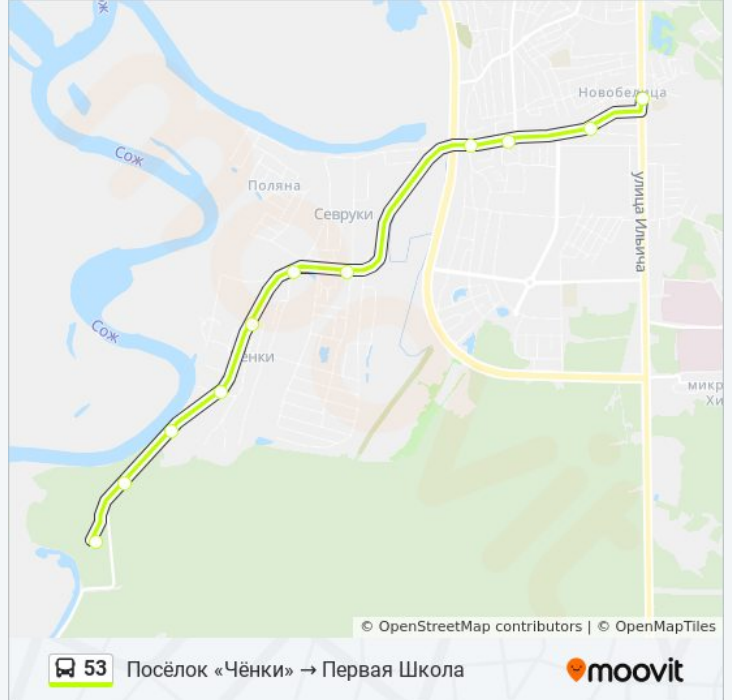 Сож
Новобелица
Поляна
Севруки
улица Ильича
Сож
енки
микр
Хи
© OpenStreetMap contributors | © OpenMapTiles
53 Посёлок «Чёнки» → Первая Школа
moovit